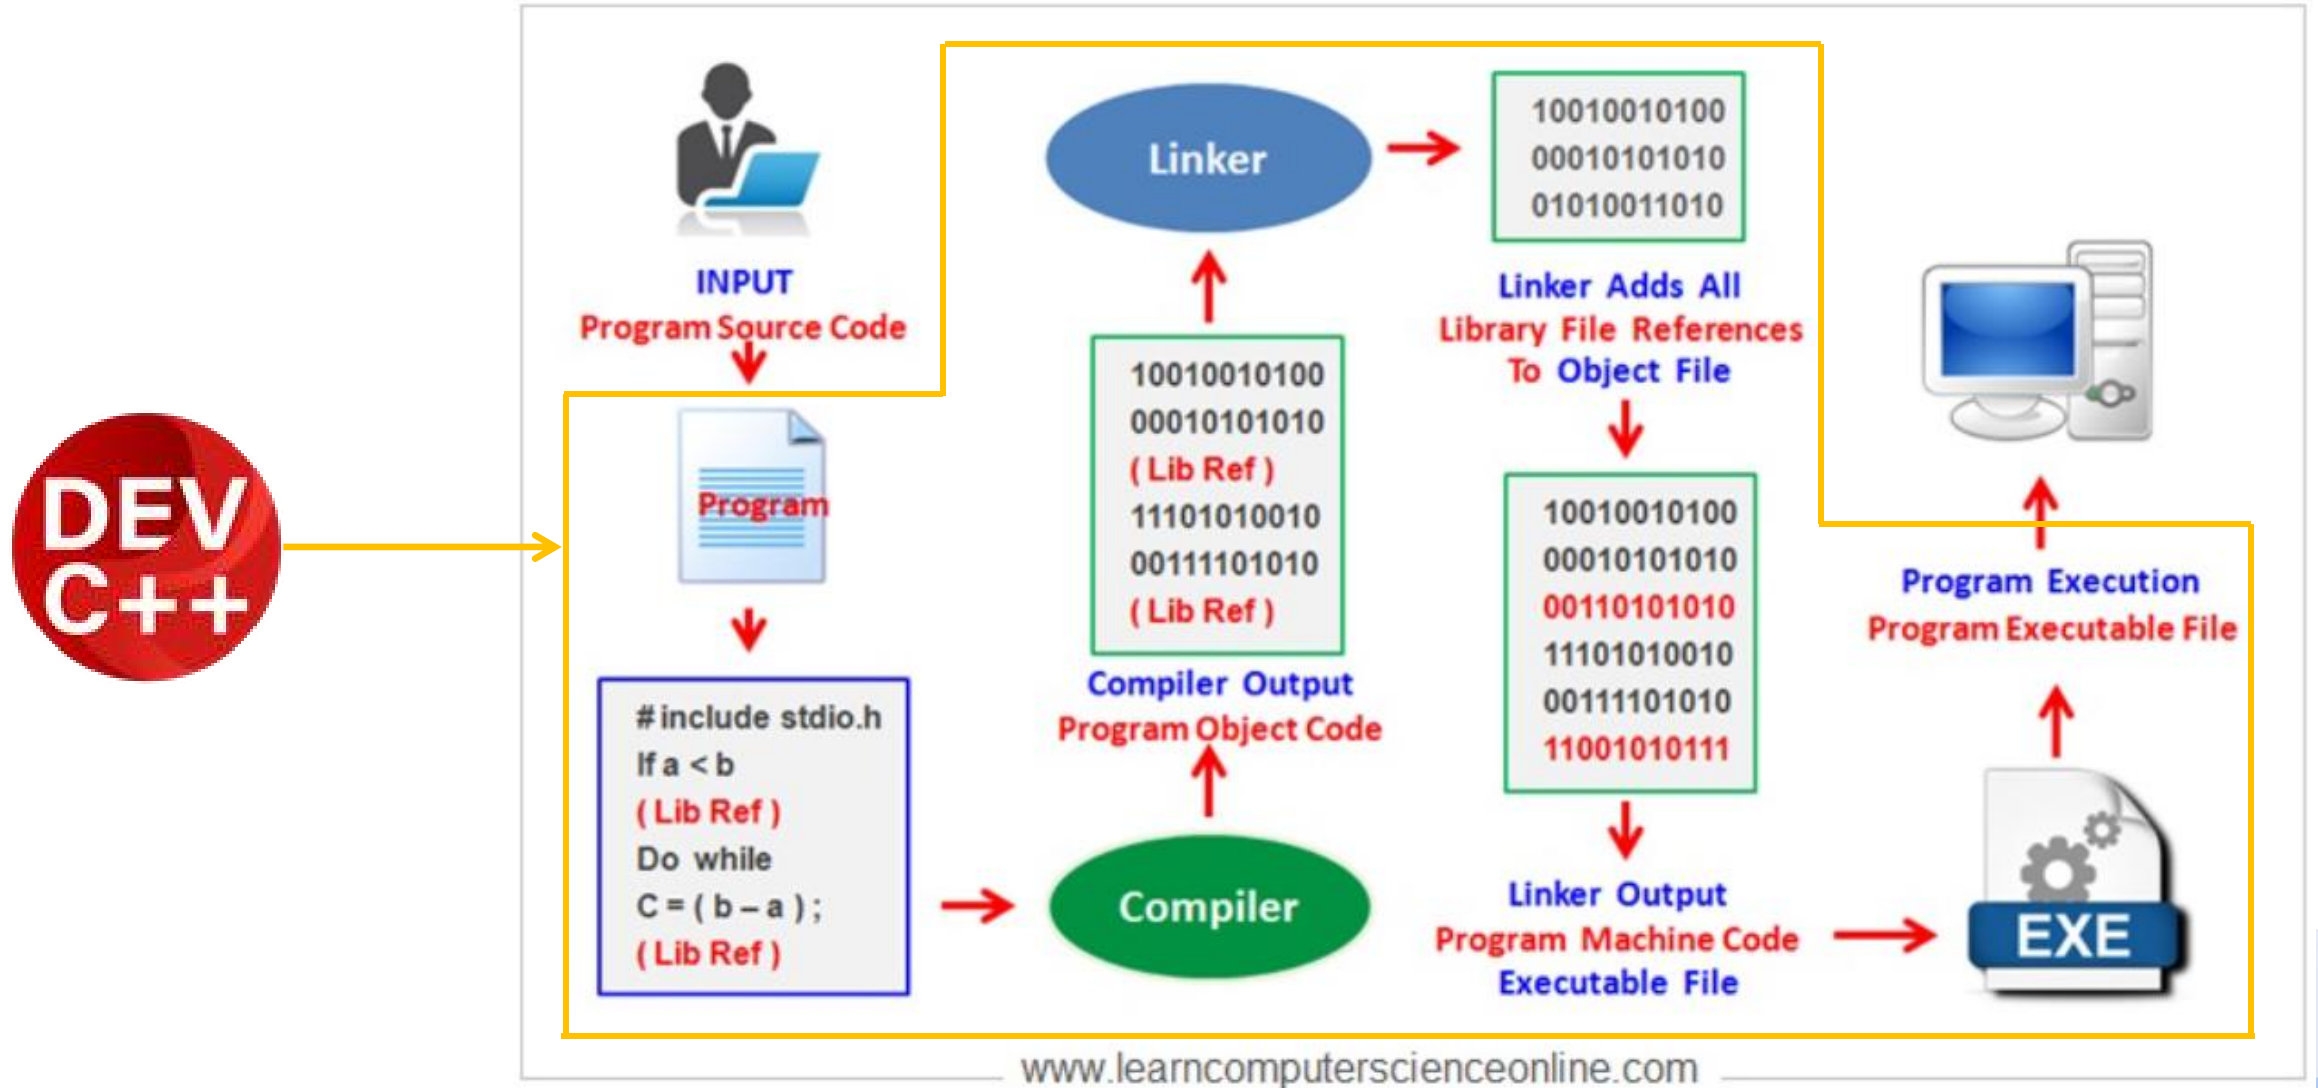 DEV
C++
INPUT
Program Source Code
Program
#include stdio.h
If a < b
( Lib Ref )
Do while
C = ( b – a ) ;
( Lib Ref )
Compiler
Compiler Output
Program Object Code
10010010100
00010101010
( Lib Ref )
11101010010
00111101010
( Lib Ref )
Linker
10010010100
00010101010
01010011010
Linker Adds All
Library File References
To Object File
10010010100
00010101010
00110101010
11101010010
00111101010
11001010111
Linker Output
Program Machine Code
Executable File
EXE
Program Execution
Program Executable File
www.learncomputerscienceonline.com